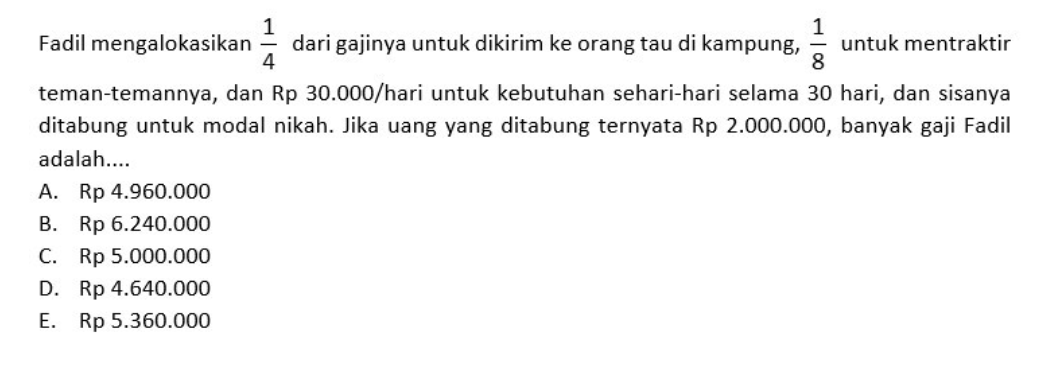 Fadil mengalokasikan 1/4 dari gajinya untuk dikirim ke orang tau di kampung, 1/8 untuk mentraktir
teman-temannya, dan Rp 30.000/hari untuk kebutuhan sehari-hari selama 30 hari, dan sisanya
ditabung untuk modal nikah. Jika uang yang ditabung ternyata Rp 2.000.000, banyak gaji Fadil
adalah....
A. Rp 4.960.000
B. Rp 6.240.000
C. Rp 5.000.000
D. Rp 4.640.000
E. Rp 5.360.000